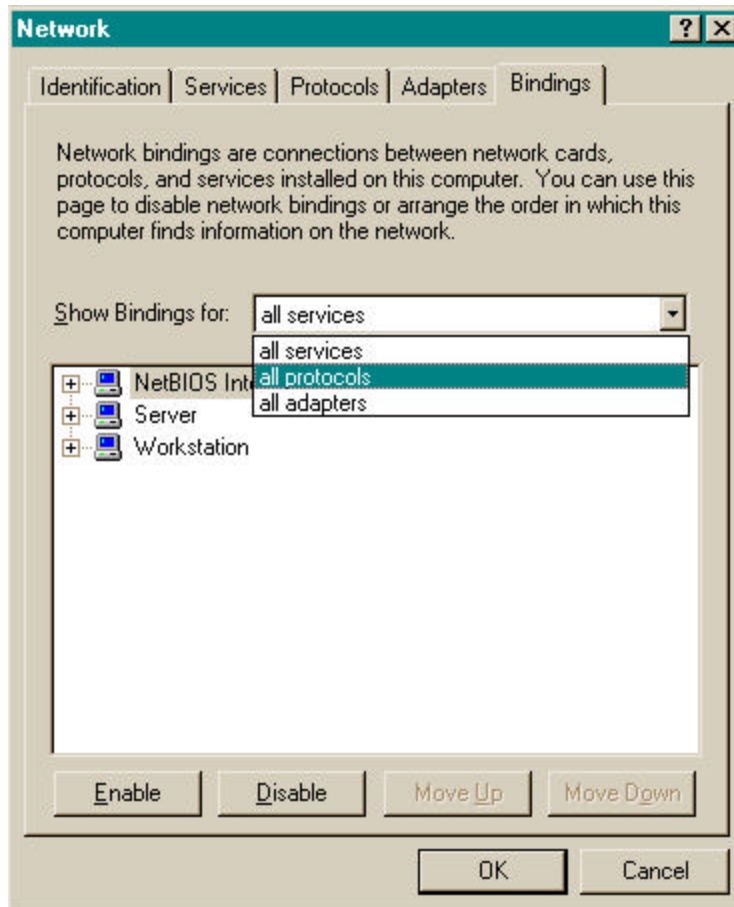 Network
Identification Services Protocols Adapters Bindings
Network bindings are connections between network cards,
protocols, and services installed on this computer. You can use this
page to disable network bindings or arrange the order in which this
computer finds information on the network.
Show Bindings for: all services
all services
all protocols
all adapters
NetBIOS
Server
Workstation
Enable Disable Move Up Move Down
OK Cancel